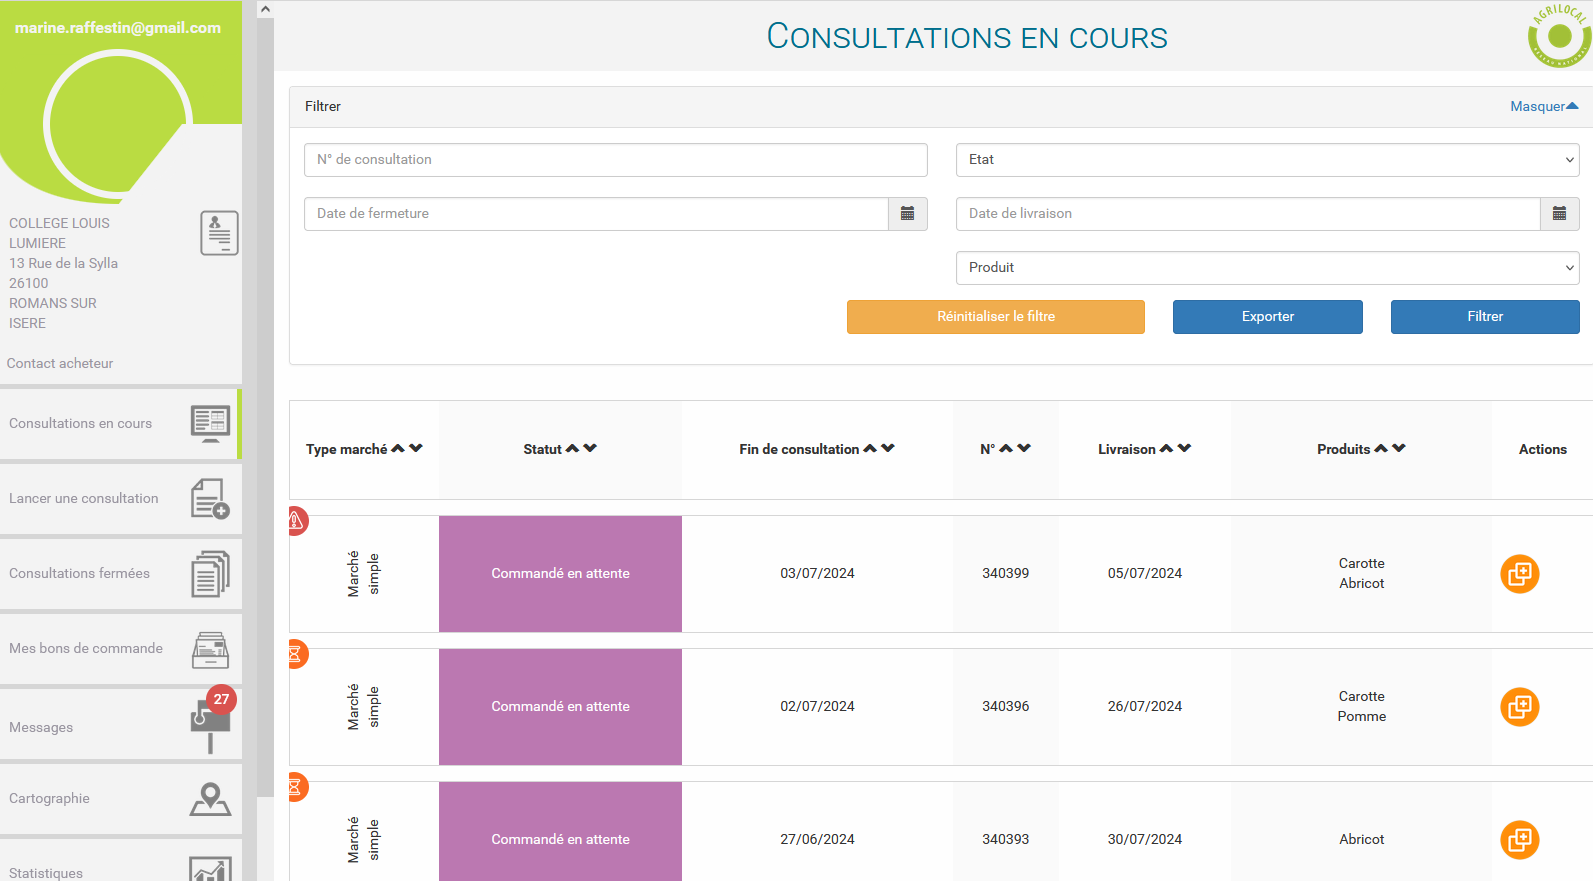 marine.raffestin@gmail.com
CONSULTATIONS EN COURS
AGRILOCAL
RÉSEAU NATIONAL
COLLEGE LOUIS
LUMIERE
13 Rue de la Sylla
26100
ROMANS SUR
ISERE
Contact acheteur
Consultations en cours
Lancer une consultation
Consultations fermées
Mes bons de commande
27
Messages
Cartographie
Statistiques
Filtrer
Masquer
N° de consultation
Etat
Date de fermeture
Date de livraison
Produit
Réinitialiser le filtre
Exporter
Filtrer
Type marché Statut Fin de consultation N° Livraison Produits Actions
Marché
simple
Commandé en attente 03/07/2024 340399 05/07/2024
Carotte
Abricot
Marché
simple
Commandé en attente 02/07/2024 340396 26/07/2024
Carotte
Pomme
Marché
simple
Commandé en attente 27/06/2024 340393 30/07/2024 Abricot